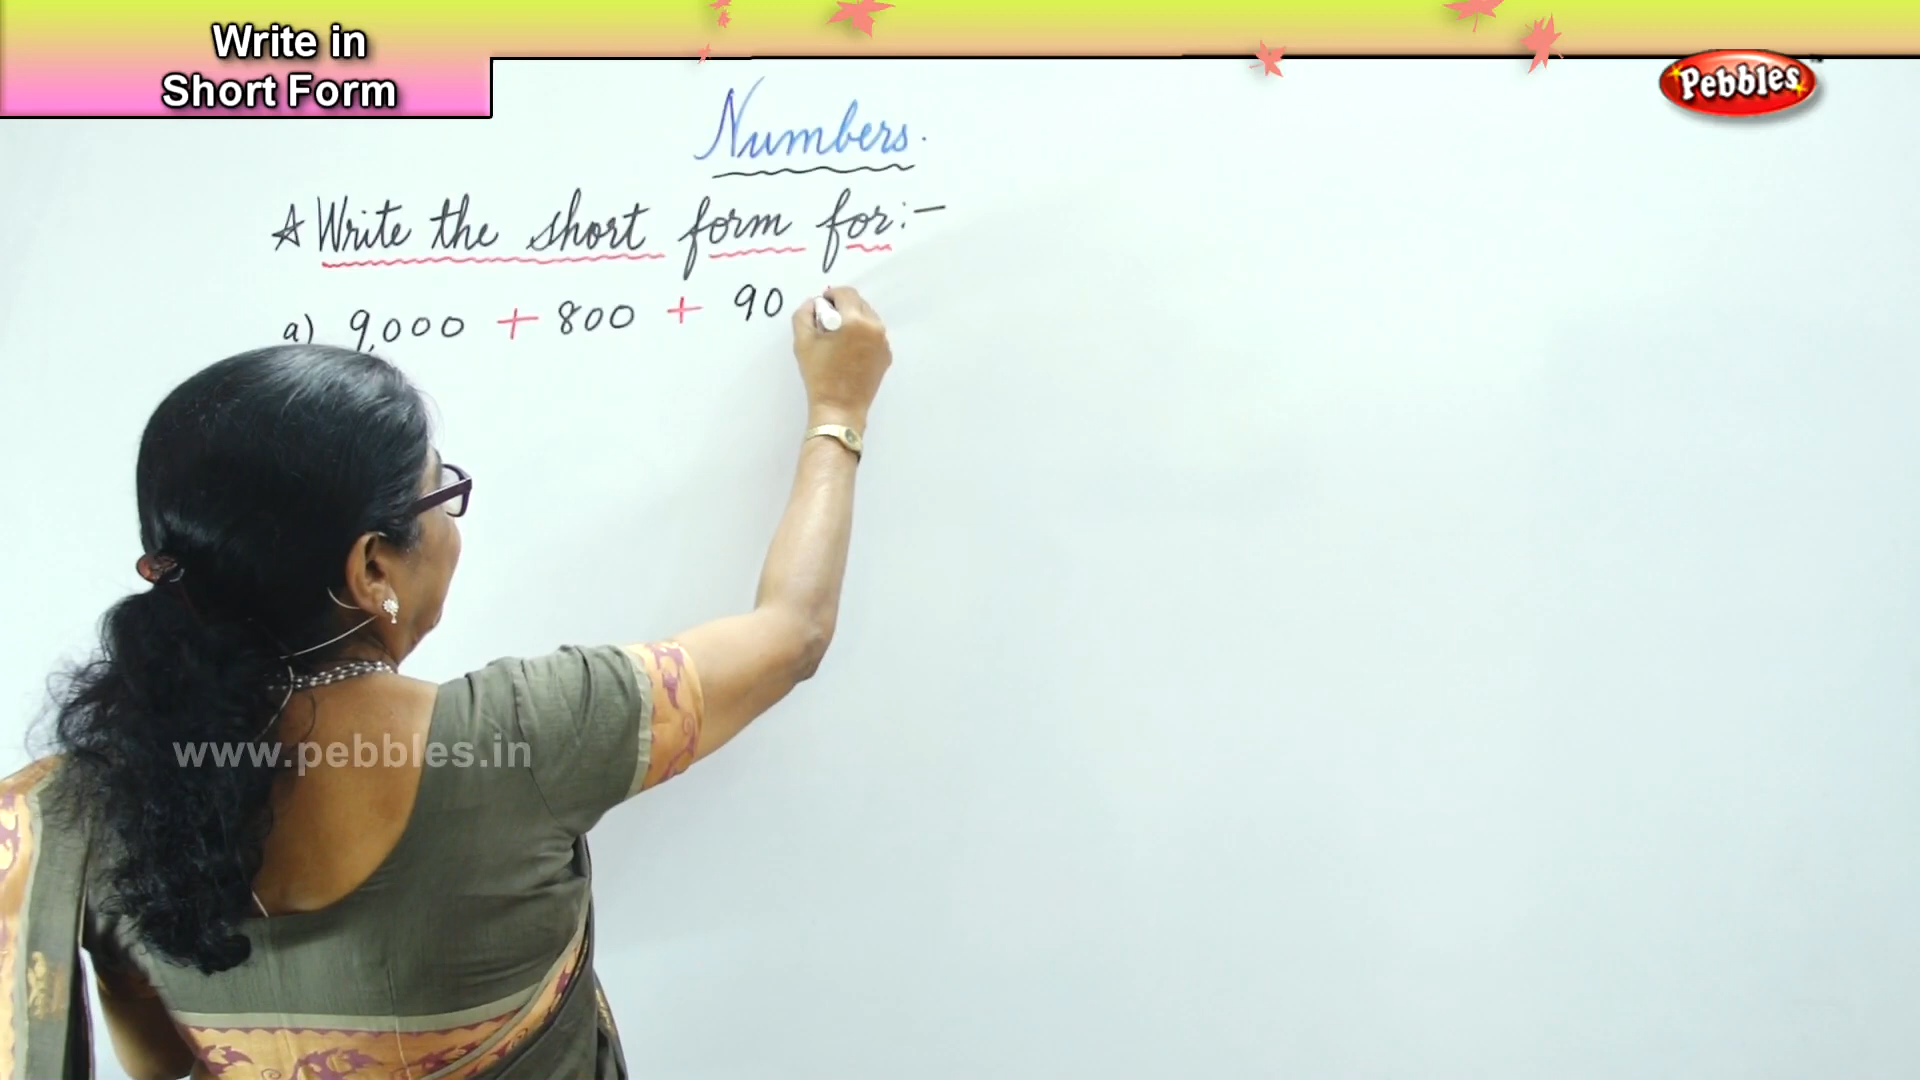 Write in
Short Form
Pebbles
Numbers.
☆ Write the short form for:-
a) 9,000 + 800 + 90
www.pebbles.in